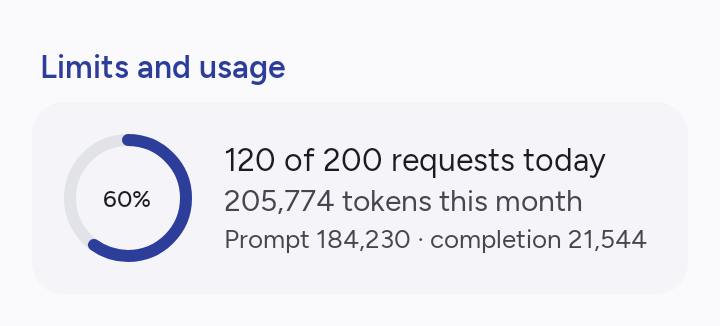 Limits and usage
60%
120 of 200 requests today
205,774 tokens this month
Prompt 184,230 · completion 21,544